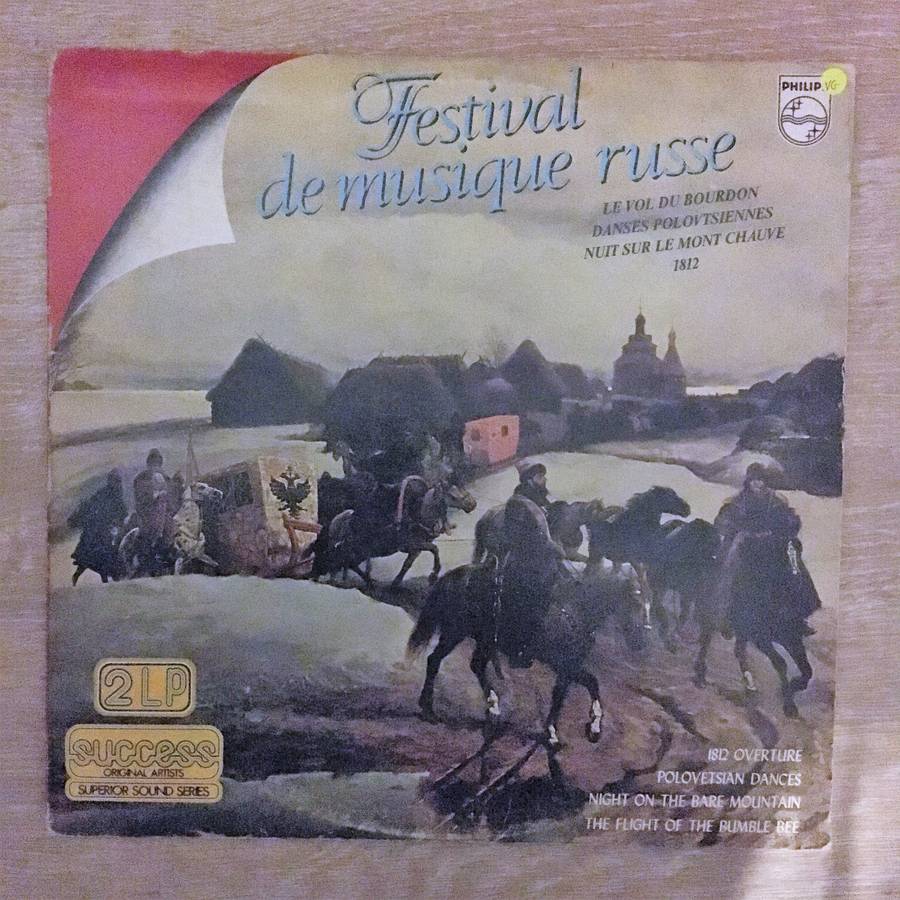 Festival
de musique russe
PHILIP
VG
LE VOL DU BOURDON
DANSES POLOVTSIENNES
NUIT SUR LE MONT CHAUVE
1812
2 LP
success
ORIGINAL ARTISTS
SUPERIOR SOUND SERIES
1812 OVERTURE
POLOVETSIAN DANCES
NIGHT ON THE BARE MOUNTAIN
THE FLIGHT OF THE BUMBLE BEE